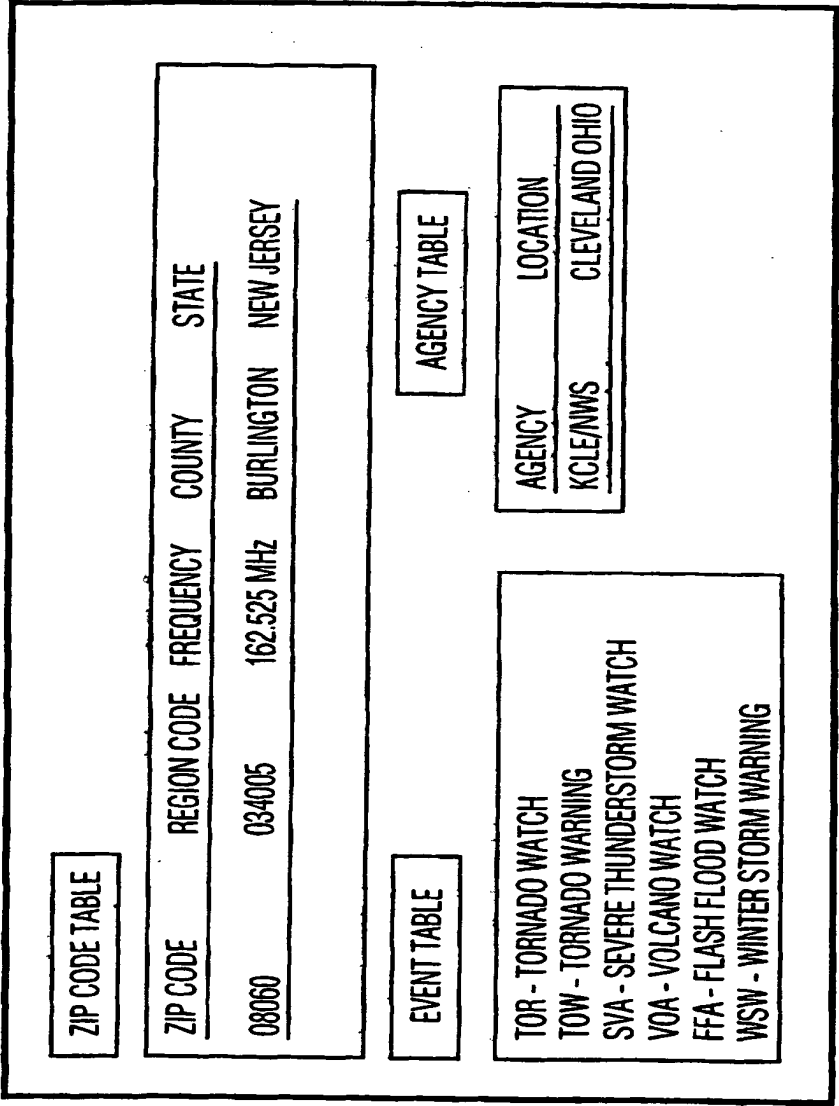 ZIP CODE TABLE
ZIP CODE REGION CODE FREQUENCY COUNTY STATE
08060 034005 162.525 MHz BURLINGTON NEW JERSEY
EVENT TABLE
TOR - TORNADO WATCH
TOW - TORNADO WARNING
SVA - SEVERE THUNDERSTORM WATCH
VOA - VOLCANO WATCH
FFA - FLASH FLOOD WATCH
WSW - WINTER STORM WARNING
AGENCY TABLE
AGENCY LOCATION
KCLE/NWS CLEVELAND OHIO